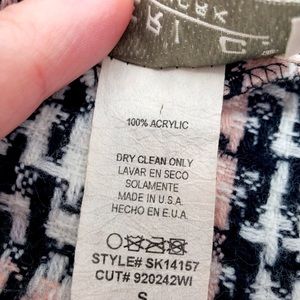 100% ACRYLIC
DRY CLEAN ONLY
LAVAR EN SECO
SOLAMENTE
MADE IN U.S.A.
HECHO EN E.U.A.
STYLE# SK14157
CUT# 920242WI
S